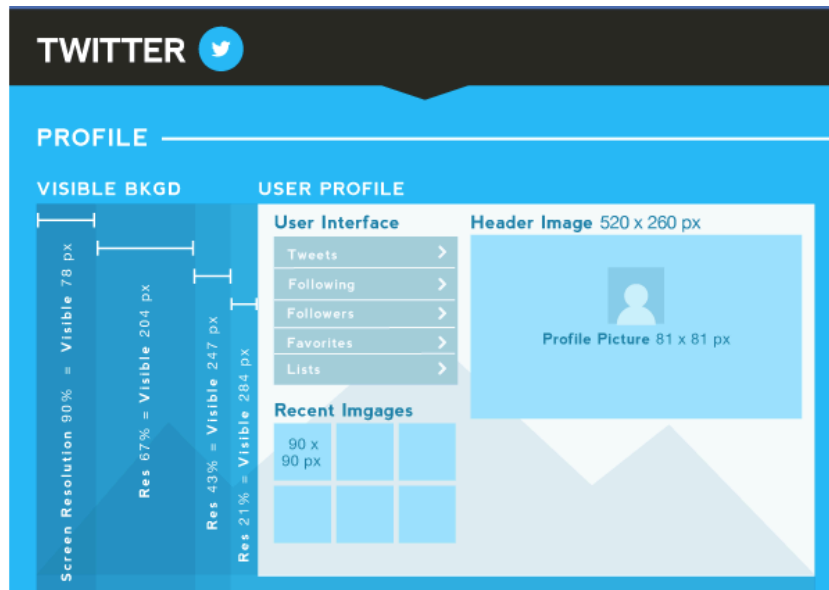 TWITTER
PROFILE
VISIBLE BKGD
USER PROFILE
Screen Resolution 90% = Visible 78 px
Res 67% = Visible 204 px
Res 43% = Visible 247 px
Res 21% = Visible 284 px
User Interface
Tweets
Following
Followers
Favorites
Lists
Recent Imgages
90 x
90 px
Header Image 520 x 260 px
Profile Picture 81 x 81 px